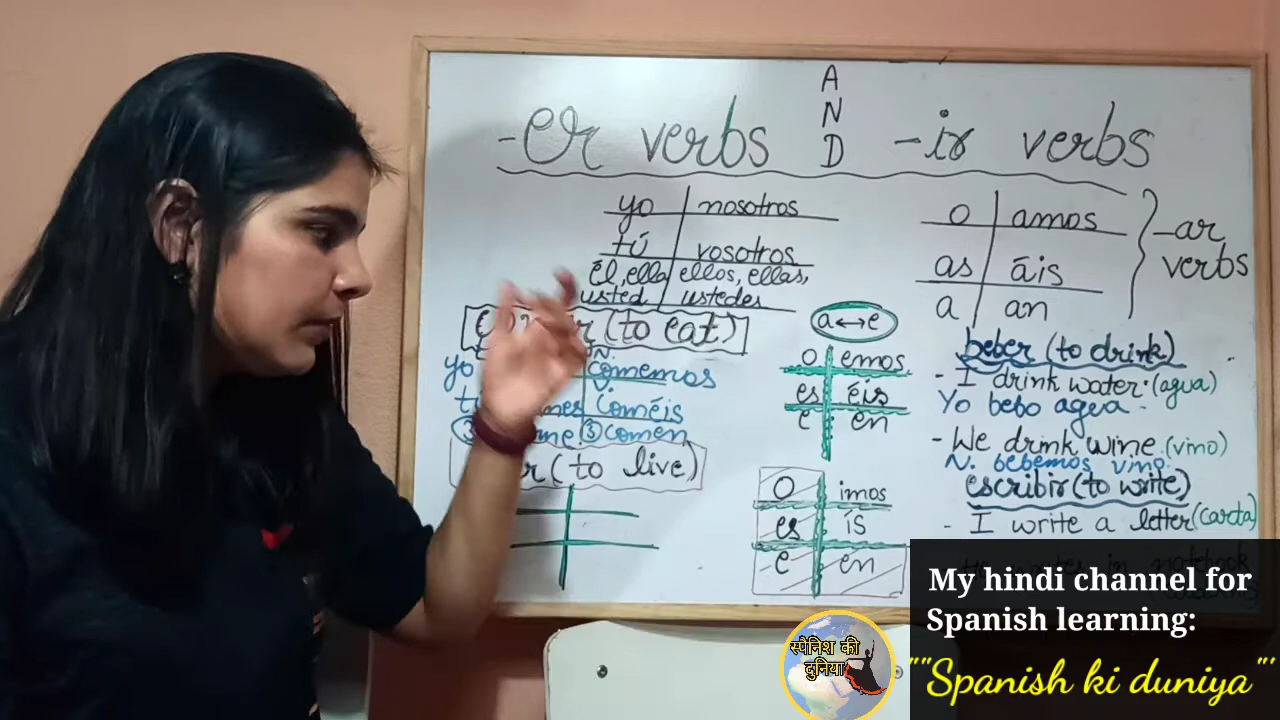 AND
-er verbs
-ir verbs
yo nosotros
tú vosotros
él, ella ellos, ellas,
usted ustedes
o amos
as áis
a an
-ar verbs
(to eat)
yo comemos
coméis
③ comen
(to live)
a↔e
o emos
es éis
e en
o imos
es ís
e en
beber (to drink)
- I drink water. (agua)
Yo bebo agua.
- We drink wine (vino)
N. bebemos vino.
escribir (to write)
- I write a letter (carta)
My hindi channel for
Spanish learning:
""Spanish ki duniya""
स्पैनिश की
दुनिया